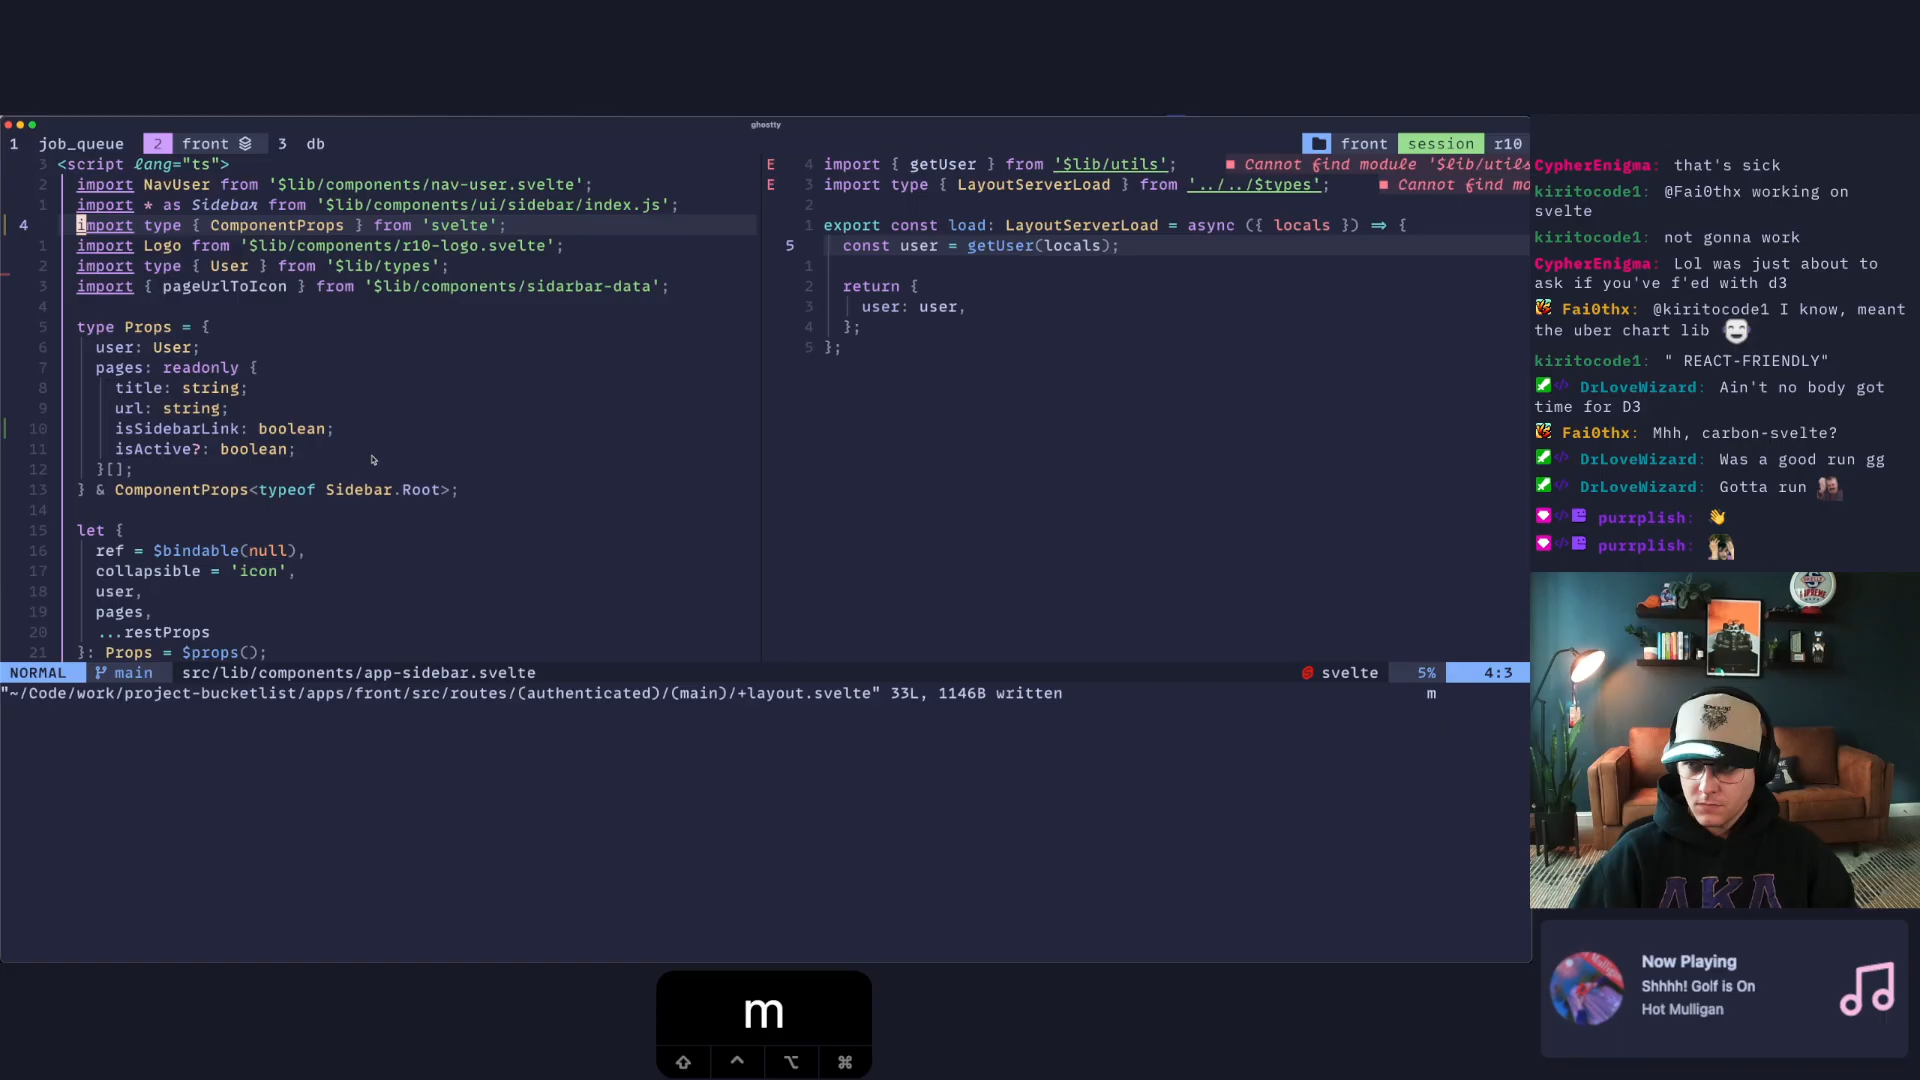 ghostty
1 job_queue 2 front 3 db
front session r10
3 <script lang="ts">
2 import NavUser from '$lib/components/nav-user.svelte';
1 import * as Sidebar from '$lib/components/ui/sidebar/index.js';
4 import type { ComponentProps } from 'svelte';
1 import Logo from '$lib/components/r10-logo.svelte';
2 import type { User } from '$lib/types';
3 import { pageUrlToIcon } from '$lib/components/sidarbar-data';
4
5 type Props = {
6 user: User;
7 pages: readonly {
8 title: string;
9 url: string;
10 isSidebarLink: boolean;
11 isActive?: boolean;
12 }[];
13 } & ComponentProps<typeof Sidebar.Root>;
14
15 let {
16 ref = $bindable(null),
17 collapsible = 'icon',
18 user,
19 pages,
20 ...restProps
21 }: Props = $props();
E 4 import { getUser } from '$lib/utils'; ■ Cannot find module '$lib/utils
E 3 import type { LayoutServerLoad } from '../../$types'; ■ Cannot find mo
2
1 export const load: LayoutServerLoad = async ({ locals }) => {
5 const user = getUser(locals);
1
2 return {
3 user: user,
4 };
5 };
NORMAL main src/lib/components/app-sidebar.svelte svelte 5% 4:3
"~/Code/work/project-bucketlist/apps/front/src/routes/(authenticated)/(main)/+layout.svelte" 33L, 1146B written m
CypherEnigma: that's sick
kiritocode1: @Fai0thx working on
svelte
kiritocode1: not gonna work
CypherEnigma: Lol was just about to
ask if you've f'ed with d3
Fai0thx: @kiritocode1 I know, meant
the uber chart lib
kiritocode1: " REACT-FRIENDLY"
DrLoveWizard: Ain't no body got
time for D3
Fai0thx: Mhh, carbon-svelte?
DrLoveWizard: Was a good run gg
DrLoveWizard: Gotta run
purrplish: 👋
purrplish:
ΛΚΛ
Now Playing
Shhhh! Golf is On
Hot Mulligan
m
⇧ ⌃ ⌥ ⌘